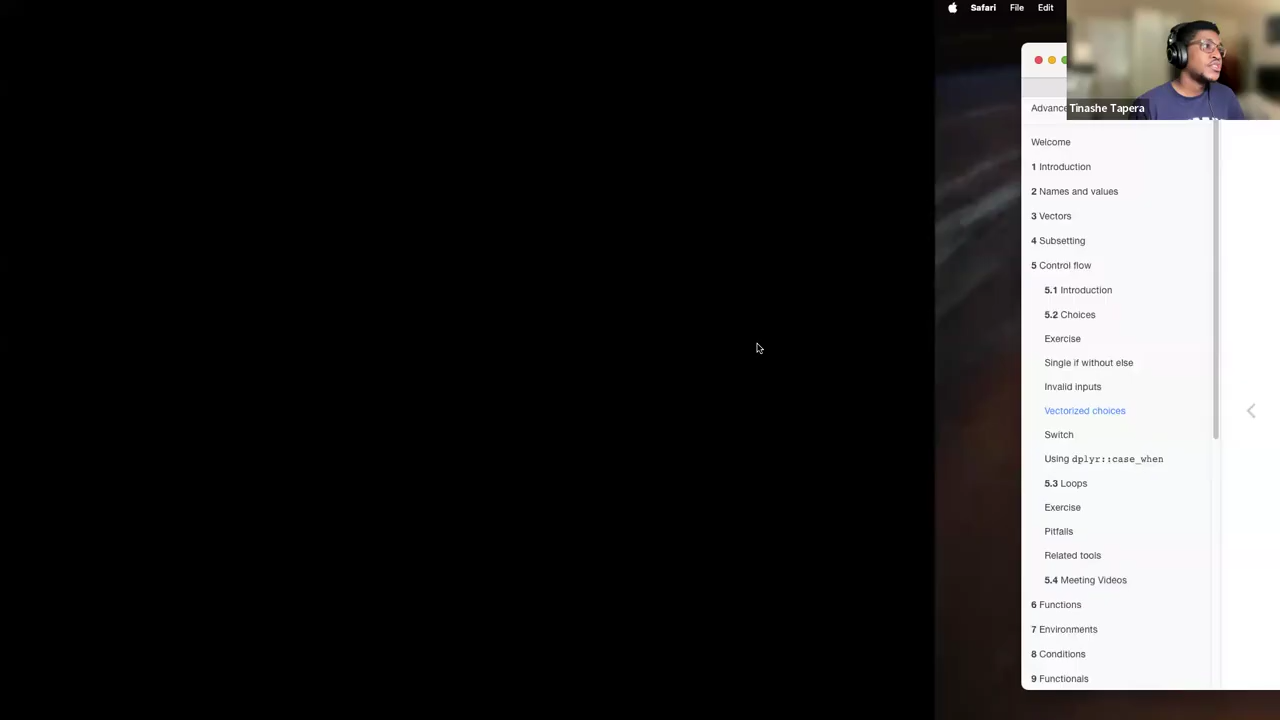 Safari File Edit
Tinashe Tapera
Advance
Welcome
1 Introduction
2 Names and values
3 Vectors
4 Subsetting
5 Control flow
5.1 Introduction
5.2 Choices
Exercise
Single if without else
Invalid inputs
Vectorized choices
Switch
Using dplyr::case_when
5.3 Loops
Exercise
Pitfalls
Related tools
5.4 Meeting Videos
6 Functions
7 Environments
8 Conditions
9 Functionals